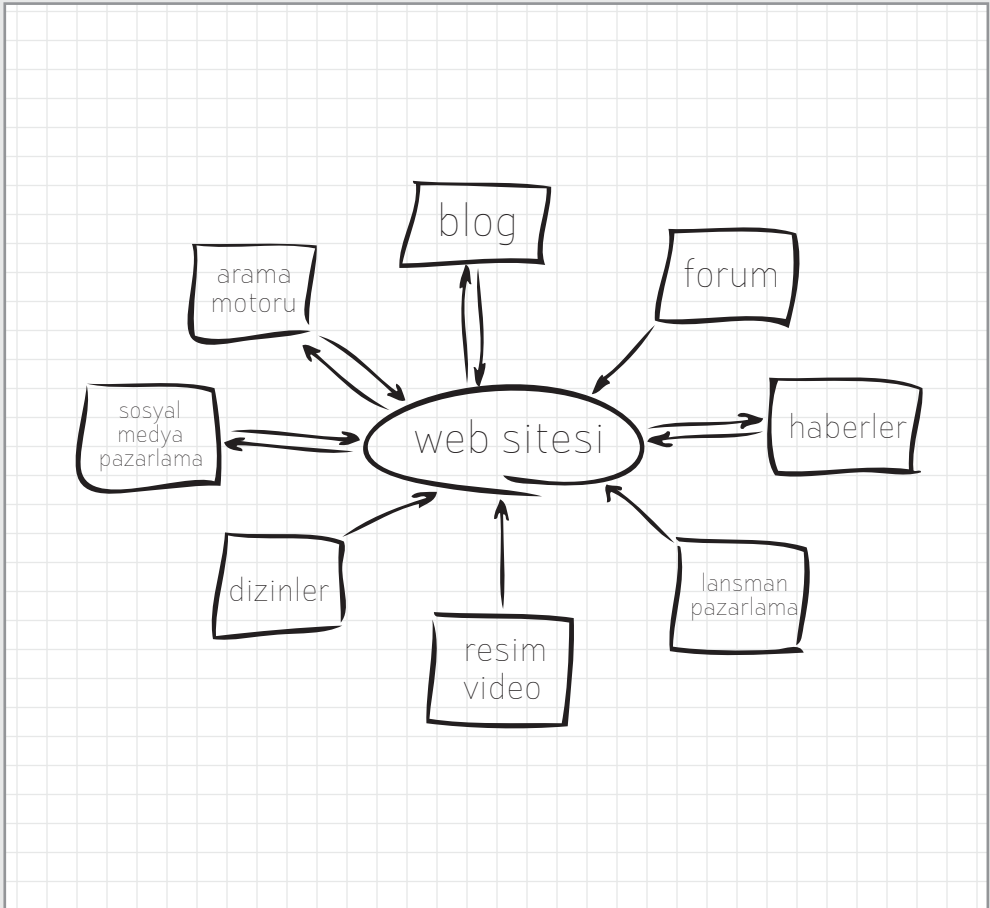 blog
arama
motoru
forum
sosyal
medya
pazarlama
web sitesi
haberler
dizinler
lansman
pazarlama
resim
video